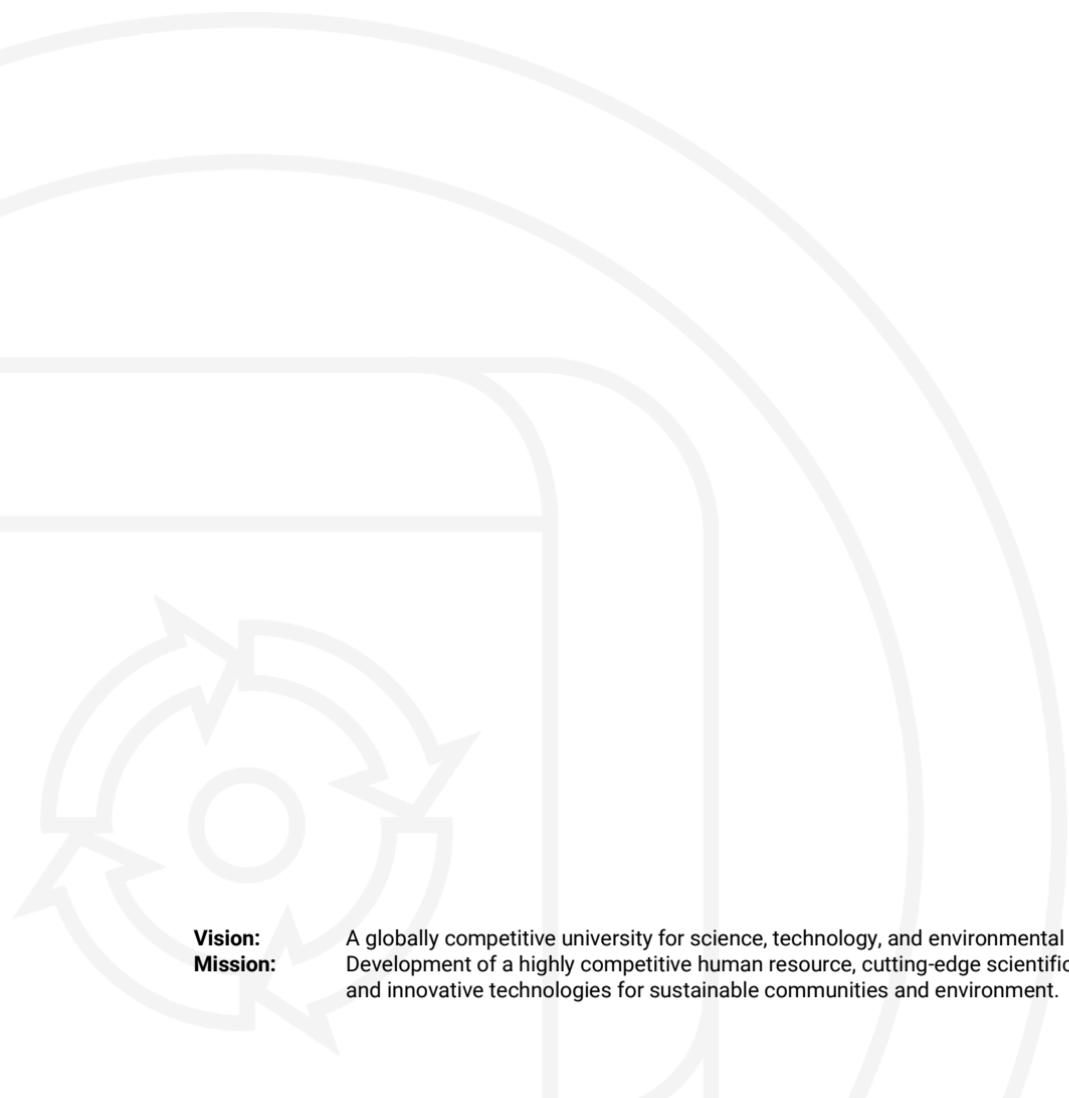 Vision: A globally competitive university for science, technology, and environmental
Mission: Development of a highly competitive human resource, cutting-edge scientific
and innovative technologies for sustainable communities and environment.